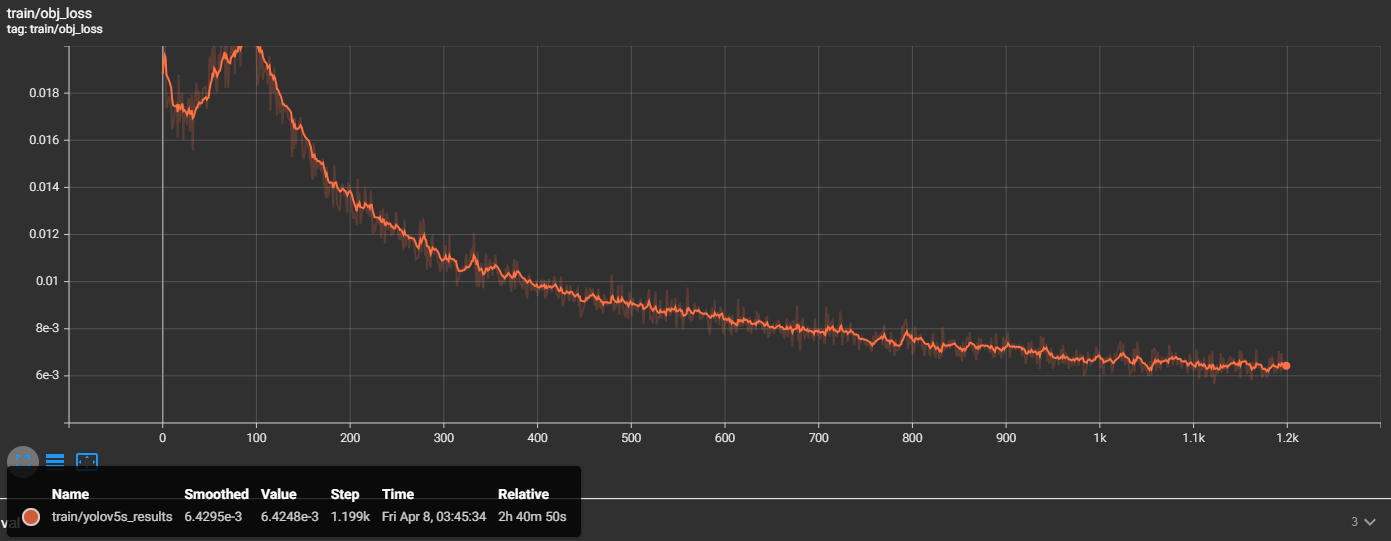 train/obj_loss
tag: train/obj_loss
0.018
0.016
0.014
0.012
0.01
8e-3
6e-3
0 100 200 300 400 500 600 700 800 900 1k 1.1k 1.2k
Name Smoothed Value Step Time Relative
train/yolov5s_results 6.4295e-3 6.4248e-3 1.199k Fri Apr 8, 03:45:34 2h 40m 50s
val
3